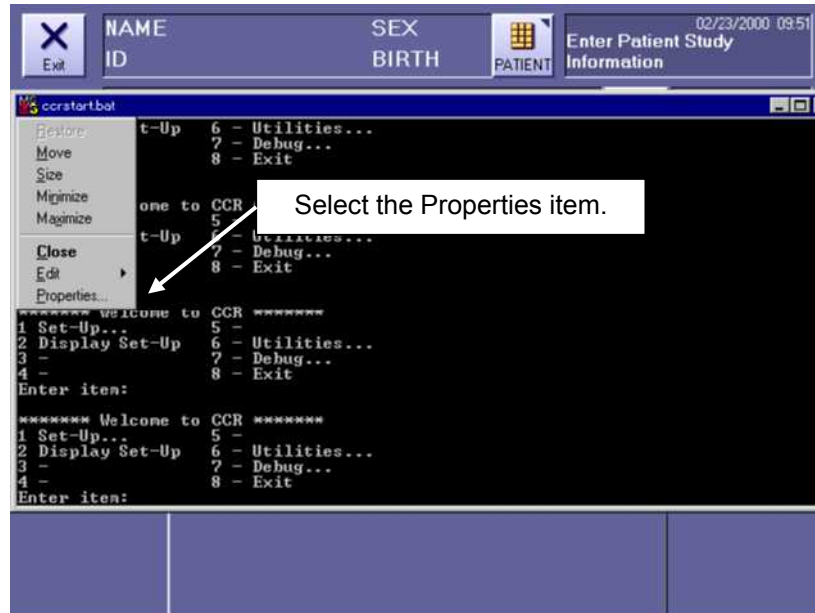 NAME SEX 02/23/2000 09:51
Exit ID BIRTH PATIENT Enter Patient Study
Information
ccrstart.bat
Restore
Move
Size
Minimize
Maximize
Close
Edit
Properties...
t-Up 6 - Utilities...
7 - Debug...
8 - Exit
ome to CCR
5 -
t-Up 6 - Utilities...
7 - Debug...
8 - Exit
Select the Properties item.
******* Welcome to CCR *******
1 Set-Up... 5 -
2 Display Set-Up 6 - Utilities...
3 - 7 - Debug...
4 - 8 - Exit
Enter item:
******* Welcome to CCR *******
1 Set-Up... 5 -
2 Display Set-Up 6 - Utilities...
3 - 7 - Debug...
4 - 8 - Exit
Enter item: